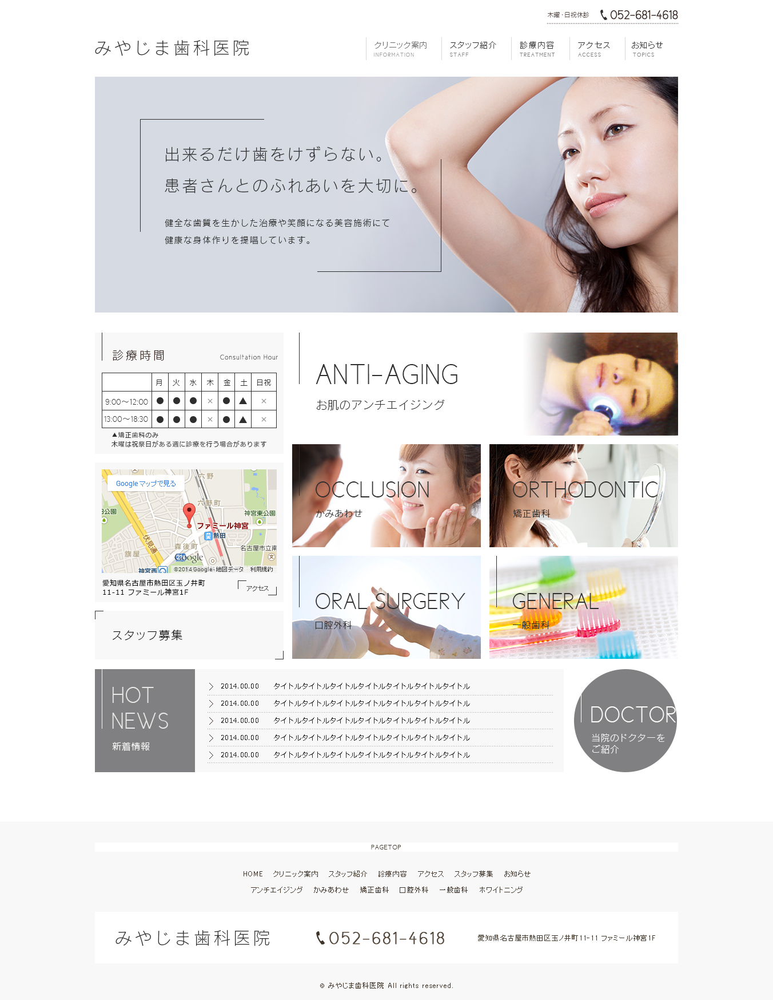 木曜・日祝休診 052-681-4618
みやじま歯科医院
クリニック案内 スタッフ紹介 診療内容 アクセス お知らせ
INFORMATION STAFF TREATMENT ACCESS TOPICS
出来るだけ歯をけずらない。
患者さんとのふれあいを大切に。
健全な歯質を生かした治療や笑顔になる美容施術にて
健康な身体作りを提唱しています。
診療時間 Consultation Hour
月 火 水 木 金 土 日祝
9:00〜12:00 ● ● ● × ● ▲ ×
13:00〜18:30 ● ● ● × ● ▲ ×
▲矯正歯科のみ
木曜は祝祭日がある週に診療を行う場合があります
ANTI-AGING
お肌のアンチエイジング
六野
Google マップで見る
六野町
神宮東公園
公園
ファミール神宮
熱田
伏見通
森後町
名古屋市立南
旗屋
Google
神宮西
©2014 Google - 地図データ 利用規約
愛知県名古屋市熱田区玉ノ井町
11-11 ファミール神宮1F
アクセス
スタッフ募集
OCCLUSION
かみあわせ
ORTHODONTIC
矯正歯科
ORAL SURGERY
口腔外科
GENERAL
一般歯科
HOT
NEWS
新着情報
2014.00.00 タイトルタイトルタイトルタイトルタイトルタイトルタイトル
2014.00.00 タイトルタイトルタイトルタイトルタイトルタイトルタイトル
2014.00.00 タイトルタイトルタイトルタイトルタイトルタイトルタイトル
2014.00.00 タイトルタイトルタイトルタイトルタイトルタイトルタイトル
2014.00.00 タイトルタイトルタイトルタイトルタイトルタイトルタイトル
DOCTOR
当院のドクターを
ご紹介
PAGETOP
HOME クリニック案内 スタッフ紹介 診療内容 アクセス スタッフ募集 お知らせ
アンチエイジング かみあわせ 矯正歯科 口腔外科 一般歯科 ホワイトニング
みやじま歯科医院 052-681-4618 愛知県名古屋市熱田区玉ノ井町11-11 ファミール神宮1F
© みやじま歯科医院 All rights reserved.